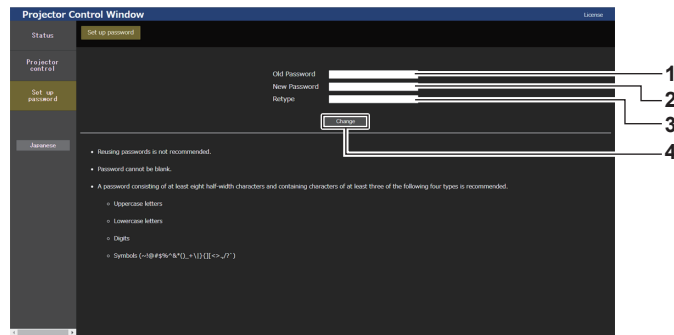 Projector Control Window
License
Status
Set up password
Projector
control
Set up
password
Japanese
Old Password
1
New Password
2
Retype
3
Change
4
• Reusing passwords is not recommended.
• Password cannot be blank.
• A password consisting of at least eight half-width characters and containing characters of at least three of the following four types is recommended.
Uppercase letters
Lowercase letters
Digits
Symbols (~!@#$%^&*()_+\|}{][<>.,/?`)